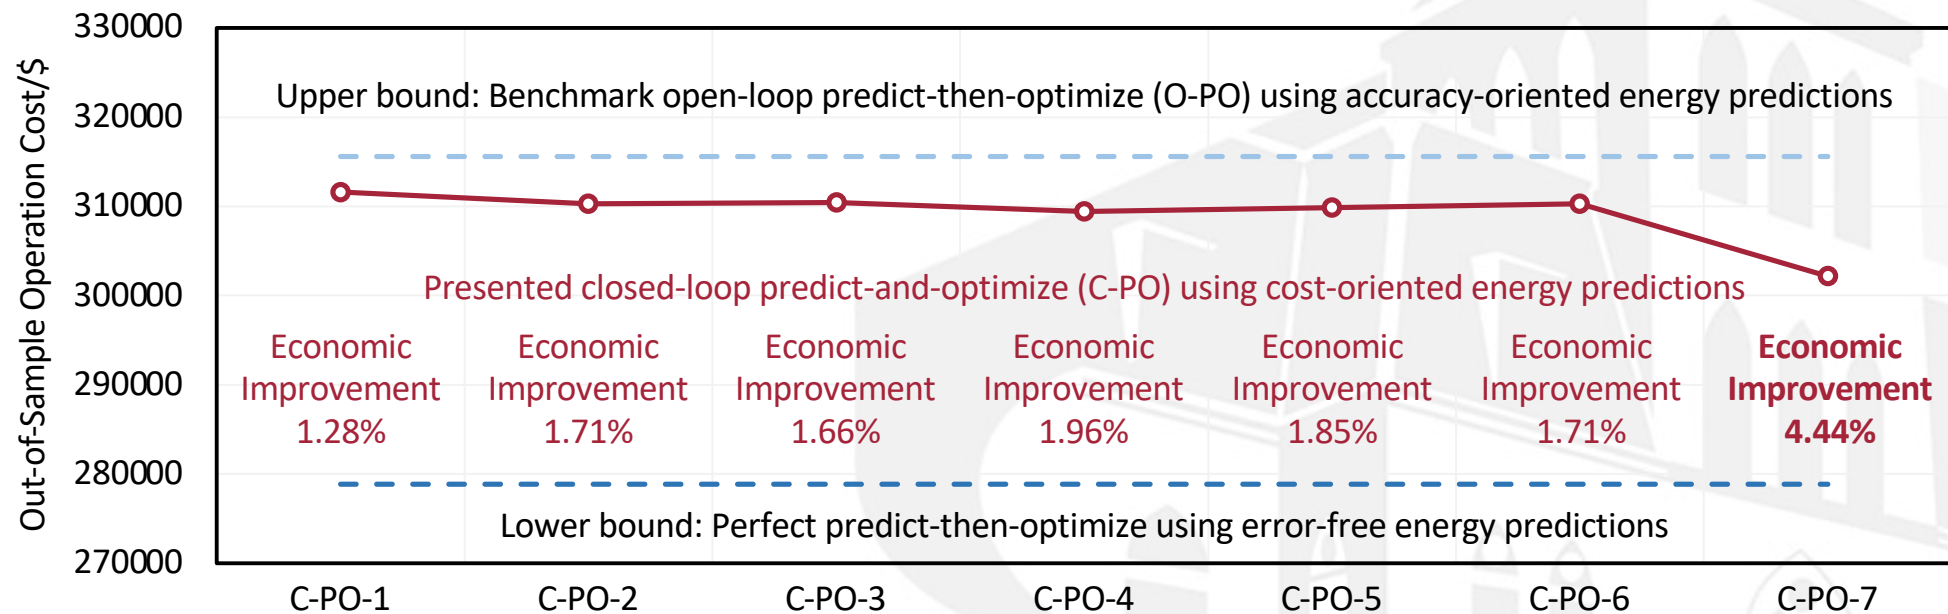 Out-of-Sample Operation Cost/$
330000
320000
310000
300000
290000
280000
270000
Upper bound: Benchmark open-loop predict-then-optimize (O-PO) using accuracy-oriented energy predictions
Presented closed-loop predict-and-optimize (C-PO) using cost-oriented energy predictions
Economic
Improvement
1.28%
Economic
Improvement
1.71%
Economic
Improvement
1.66%
Economic
Improvement
1.96%
Economic
Improvement
1.85%
Economic
Improvement
1.71%
Economic
Improvement
4.44%
Lower bound: Perfect predict-then-optimize using error-free energy predictions
C-PO-1
C-PO-2
C-PO-3
C-PO-4
C-PO-5
C-PO-6
C-PO-7